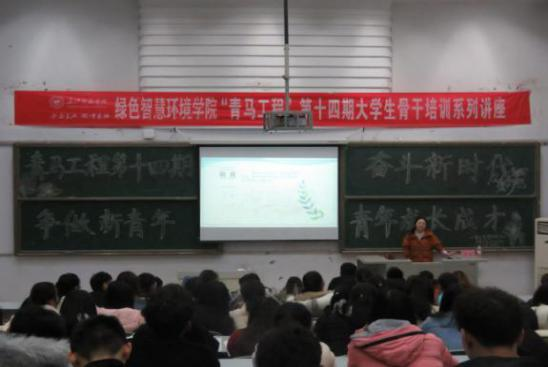 绿色智慧环境学院“青马工程”第十四期大学生骨干培训系列讲座
青马工程第十四期
争做新青年
奋斗新时代
青年成长成才